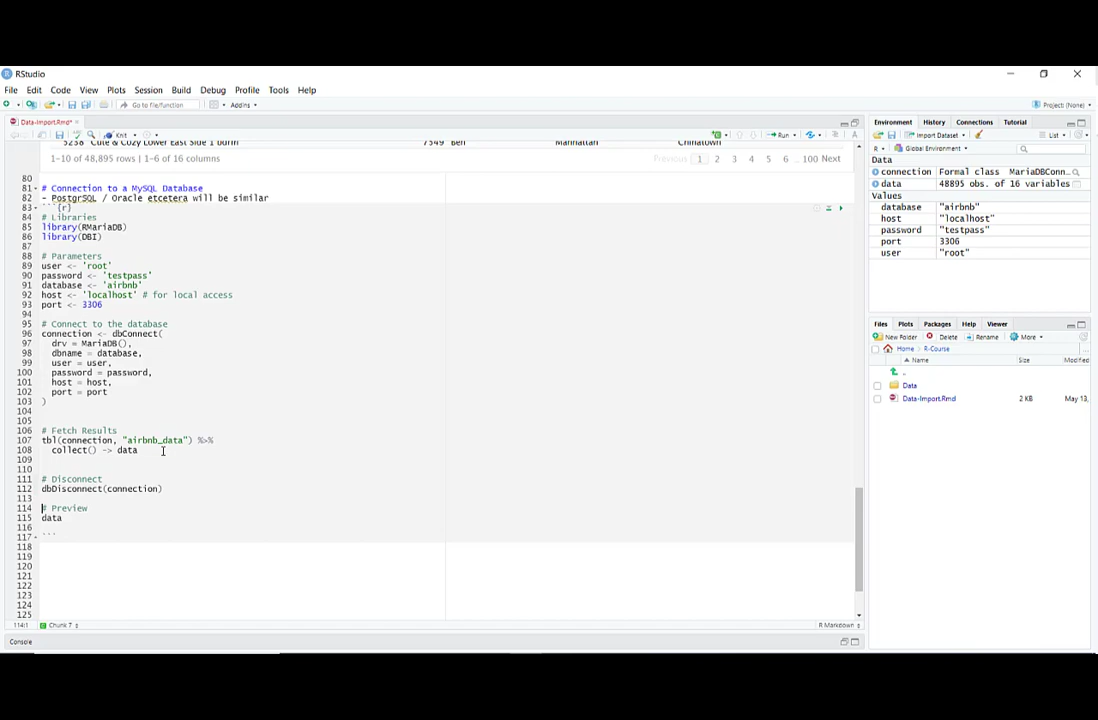 RStudio
File Edit Code View Plots Session Build Debug Profile Tools Help
Go to file/function Addins Project: (None)
Data-Import.Rmd*
Knit Run
5238 Cute & Cozy Lower East Side 1 bdrm 7549 Ben Manhattan Chinatown
1-10 of 48,895 rows | 1-6 of 16 columns Previous 1 2 3 4 5 6 ... 100 Next
80
81 # Connection to a MySQL Database
82 - PostgrSQL / Oracle etcetera will be similar
83 ```{r}
84 # Libraries
85 library(RMariaDB)
86 library(DBI)
87
88 # Parameters
89 user <- 'root'
90 password <- 'testpass'
91 database <- 'airbnb'
92 host <- 'localhost' # for local access
93 port <- 3306
94
95 # Connect to the database
96 connection <- dbConnect(
97 drv = MariaDB(),
98 dbname = database,
99 user = user,
100 password = password,
101 host = host,
102 port = port
103 )
104
105
106 # Fetch Results
107 tbl(connection, "airbnb_data") %>%
108 collect() -> data
109
110
111 # Disconnect
112 dbDisconnect(connection)
113
114 # Preview
115 data
116
117 ```
118
119
120
121
122
123
124
125
114:1 Chunk 7 R Markdown
Console
Environment History Connections Tutorial
Import Dataset List
R Global Environment
Data
connection Formal class MariaDBConn...
data 48895 obs. of 16 variables
Values
database "airbnb"
host "localhost"
password "testpass"
port 3306
user "root"
Files Plots Packages Help Viewer
New Folder Delete Rename More
Home R-Course ...
Name Size Modified
..
Data
Data-Import.Rmd 2 KB May 13,